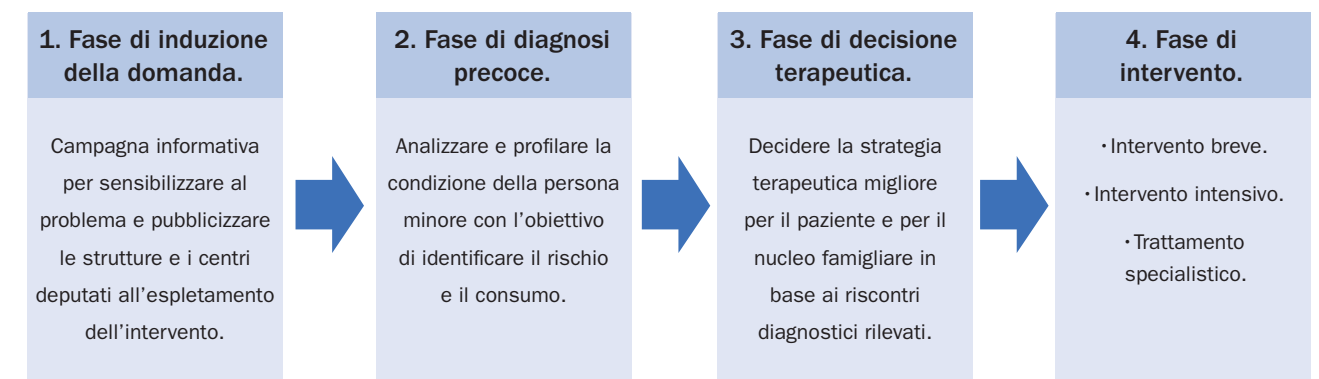 1. Fase di induzione
della domanda.
Campagna informativa
per sensibilizzare al
problema e pubblicizzare
le strutture e i centri
deputati all’espletamento
dell’intervento.
2. Fase di diagnosi
precoce.
Analizzare e profilare la
condizione della persona
minore con l’obiettivo
di identificare il rischio
e il consumo.
3. Fase di decisione
terapeutica.
Decidere la strategia
terapeutica migliore
per il paziente e per il
nucleo famigliare in
base ai riscontri
diagnostici rilevati.
4. Fase di
intervento.
· Intervento breve.
· Intervento intensivo.
· Trattamento
specialistico.